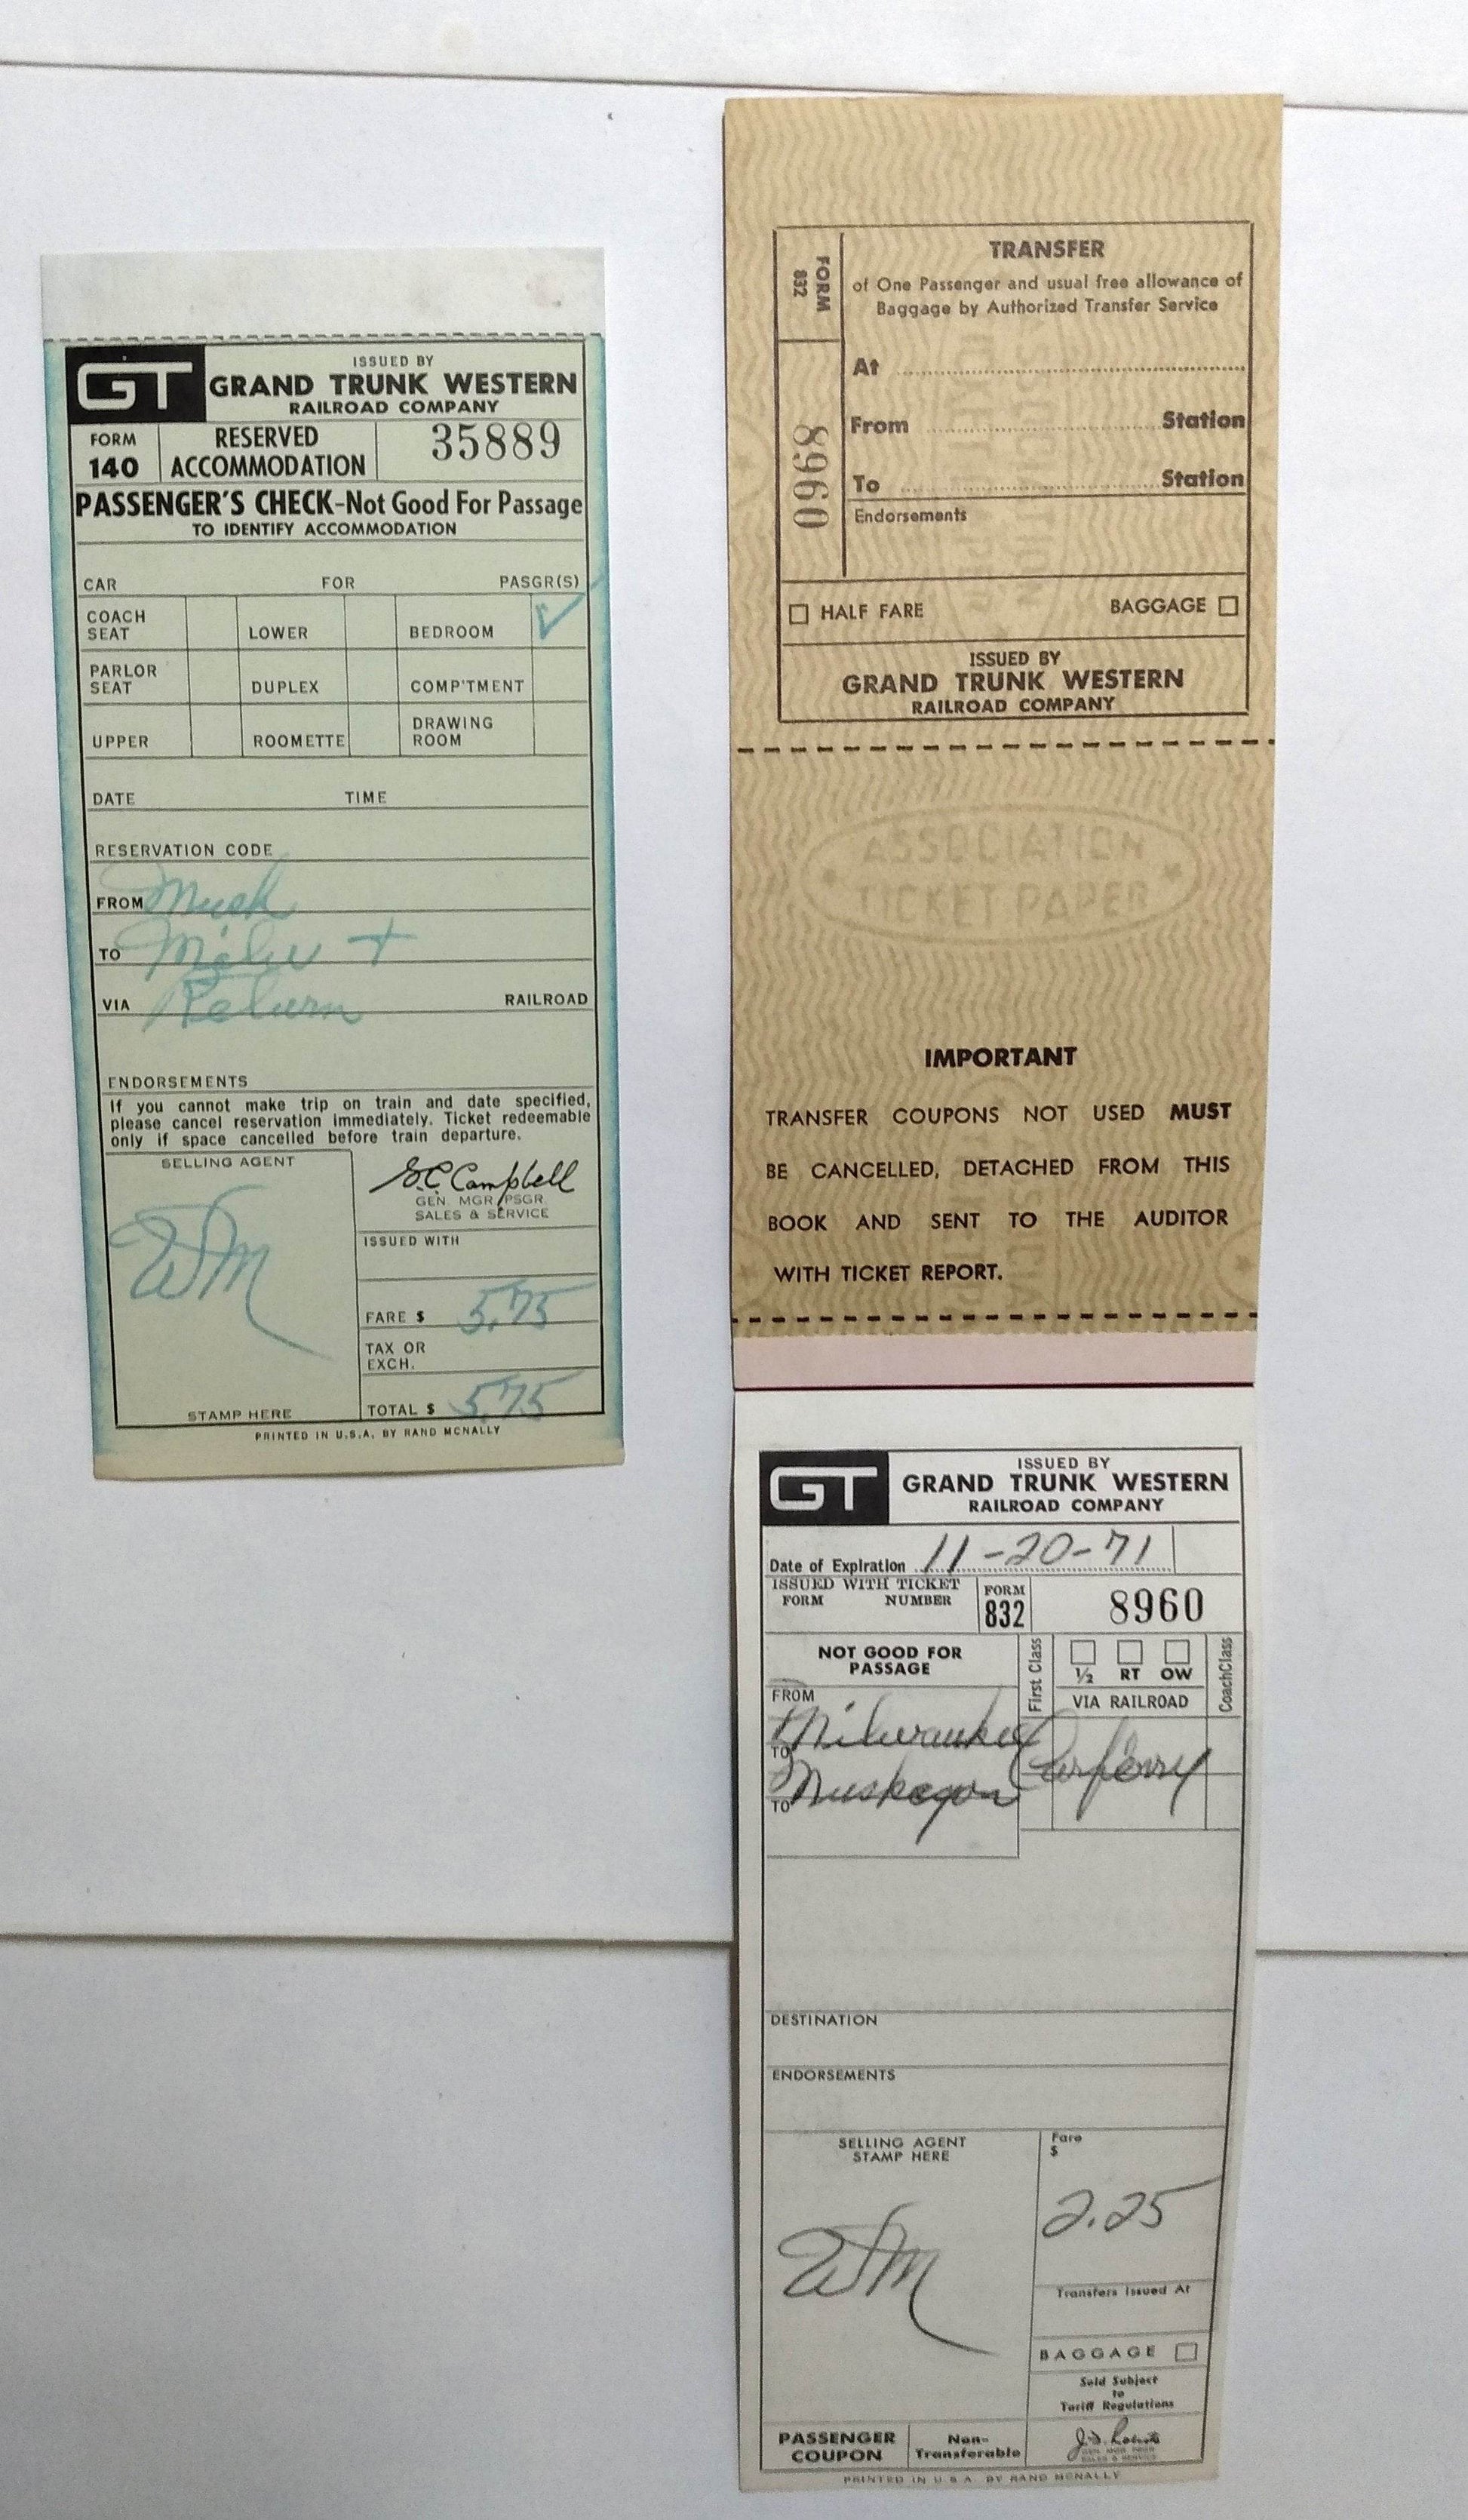 GT
ISSUED BY
GRAND TRUNK WESTERN
RAILROAD COMPANY
FORM 140
RESERVED ACCOMMODATION
35889
PASSENGER'S CHECK-Not Good For Passage
TO IDENTIFY ACCOMMODATION
CAR FOR PASGR(S)
COACH SEAT LOWER BEDROOM ✓
PARLOR SEAT DUPLEX COMP'TMENT
UPPER ROOMETTE DRAWING ROOM
DATE TIME
RESERVATION CODE
FROM Musk
TO Milw +
VIA Return RAILROAD
ENDORSEMENTS
If you cannot make trip on train and date specified,
please cancel reservation immediately. Ticket redeemable
only if space cancelled before train departure.
SELLING AGENT
G.C. Campbell
GEN. MGR. PSGR.
SALES & SERVICE
ISSUED WITH
FARE $ 5.75
TAX OR
EXCH.
TOTAL $ 5.75
STAMP HERE
PRINTED IN U.S.A. BY RAND MCNALLY
FORM
832
8960
TRANSFER
of One Passenger and usual free allowance of
Baggage by Authorized Transfer Service
At
From Station
To Station
Endorsements
HALF FARE BAGGAGE
ISSUED BY
GRAND TRUNK WESTERN
RAILROAD COMPANY
ASSOCIATION
TICKET PAPER
IMPORTANT
TRANSFER COUPONS NOT USED MUST
BE CANCELLED, DETACHED FROM THIS
BOOK AND SENT TO THE AUDITOR
WITH TICKET REPORT.
GT
ISSUED BY
GRAND TRUNK WESTERN
RAILROAD COMPANY
Date of Expiration 11-20-71
ISSUED WITH TICKET
FORM NUMBER
FORM
832
8960
NOT GOOD FOR
PASSAGE
First Class
1/2 RT OW
VIA RAILROAD
CoachClass
FROM
Milwaukee
TO
Muskegon
Carferry
TO
DESTINATION
ENDORSEMENTS
SELLING AGENT
STAMP HERE
Fare
$
2.25
Transfers Issued At
BAGGAGE
Sold Subject
to
Tariff Regulations
GEN. MGR. PSGR.
SALES & SERVICE
PASSENGER
COUPON
Non-
Transferable
PRINTED IN U.S.A. BY RAND MCNALLY